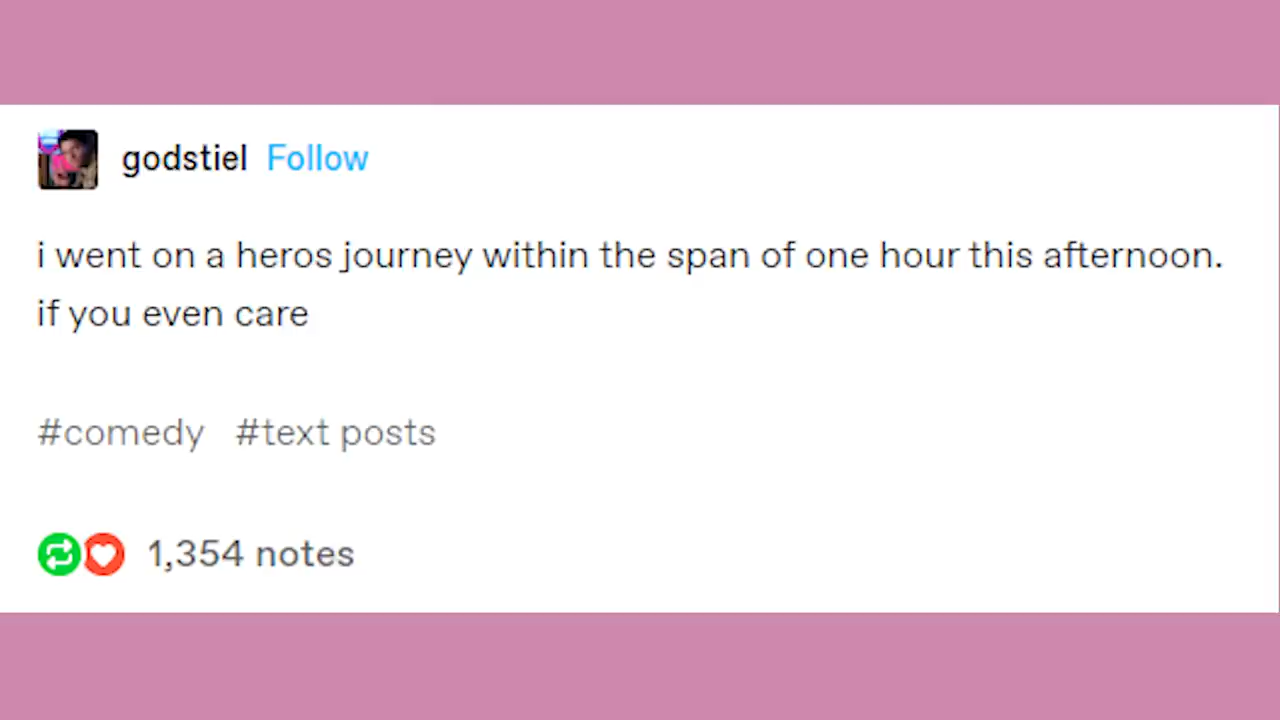 godstiel Follow
i went on a heros journey within the span of one hour this afternoon.
if you even care
#comedy #text posts
1,354 notes